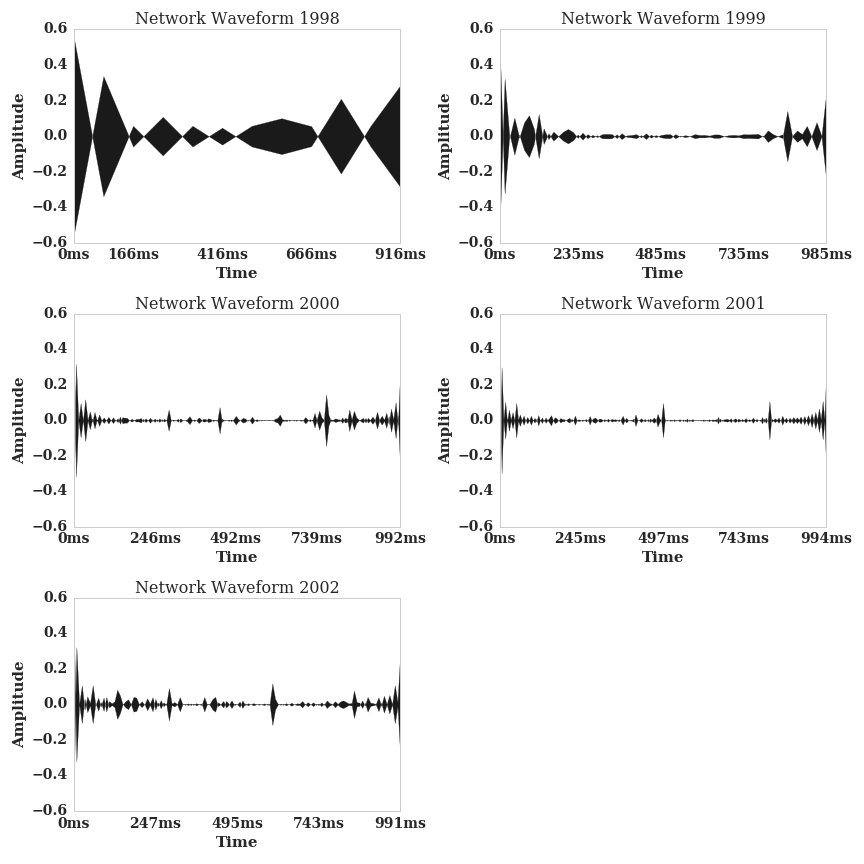 Network Waveform 1998
0.6
0.4
0.2
0.0
−0.2
−0.4
−0.6
Amplitude
0ms 166ms 416ms 666ms 916ms
Time
Network Waveform 1999
0.6
0.4
0.2
0.0
−0.2
−0.4
−0.6
Amplitude
0ms 235ms 485ms 735ms 985ms
Time
Network Waveform 2000
0.6
0.4
0.2
0.0
−0.2
−0.4
−0.6
Amplitude
0ms 246ms 492ms 739ms 992ms
Time
Network Waveform 2001
0.6
0.4
0.2
0.0
−0.2
−0.4
−0.6
Amplitude
0ms 245ms 497ms 743ms 994ms
Time
Network Waveform 2002
0.6
0.4
0.2
0.0
−0.2
−0.4
−0.6
Amplitude
0ms 247ms 495ms 743ms 991ms
Time